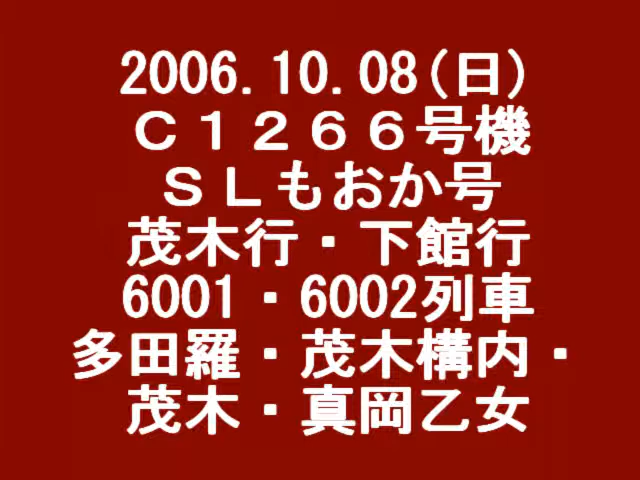 2006.10.08(日)
C1266号機
SLもおか号
茂木行・下館行
6001・6002列車
多田羅・茂木構内・
茂木・真岡乙女